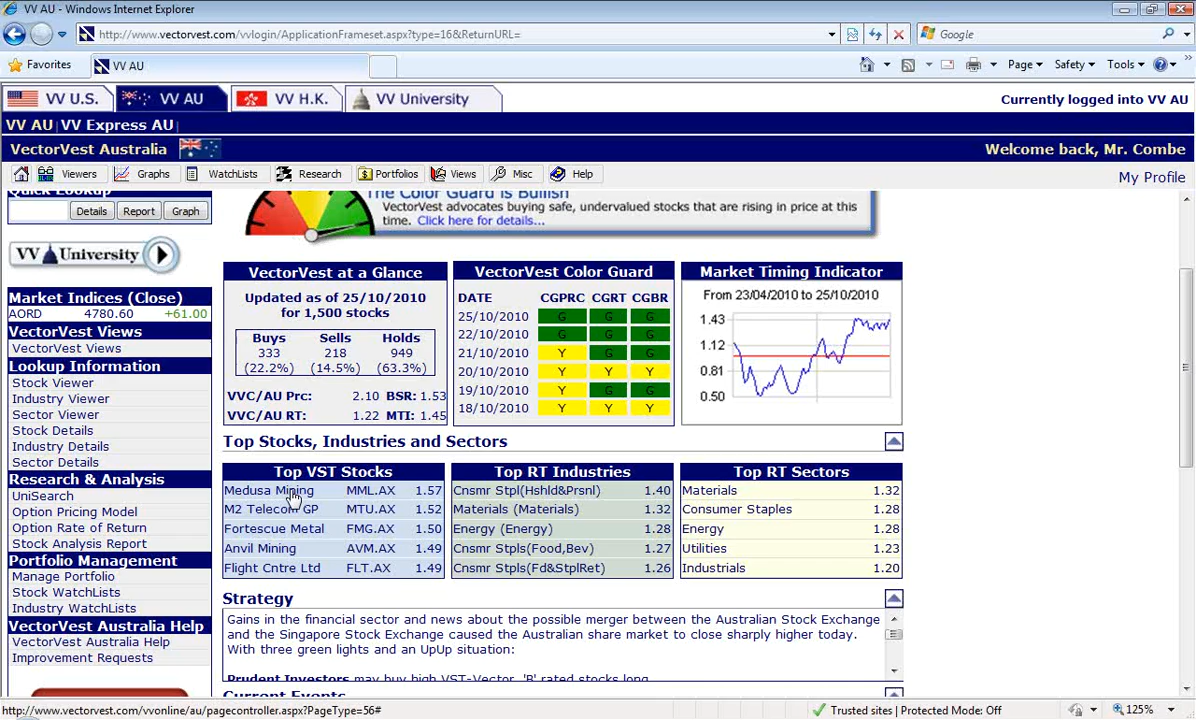 VV AU - Windows Internet Explorer
http://www.vectorvest.com/vvlogin/ApplicationFrameset.aspx?type=16&ReturnURL=
Google
Favorites
VV AU
Page
Safety
Tools
VV U.S.
VV AU
VV H.K.
VV University
Currently logged into VV AU
VV AU | VV Express AU |
VectorVest Australia
Welcome back, Mr. Combe
Viewers
Graphs
WatchLists
Research
Portfolios
Views
Misc
Help
My Profile
Quick Lookup
Details
Report
Graph
The Color Guard is Bullish
VectorVest advocates buying safe, undervalued stocks that are rising in price at this
time. Click here for details...
VV University
Market Indices (Close)
AORD 4780.60 +61.00
VectorVest Views
VectorVest Views
Lookup Information
Stock Viewer
Industry Viewer
Sector Viewer
Stock Details
Industry Details
Sector Details
Research & Analysis
UniSearch
Option Pricing Model
Option Rate of Return
Stock Analysis Report
Portfolio Management
Manage Portfolio
Stock WatchLists
Industry WatchLists
VectorVest Australia Help
VectorVest Australia Help
Improvement Requests
VectorVest at a Glance
Updated as of 25/10/2010
for 1,500 stocks
Buys Sells Holds
333 218 949
(22.2%) (14.5%) (63.3%)
VVC/AU Prc: 2.10 BSR: 1.53
VVC/AU RT: 1.22 MTI: 1.45
VectorVest Color Guard
DATE CGPRC CGRT CGBR
25/10/2010 G G G
22/10/2010 G G G
21/10/2010 Y G G
20/10/2010 Y Y Y
19/10/2010 Y G G
18/10/2010 Y Y Y
Market Timing Indicator
From 23/04/2010 to 25/10/2010
1.43
1.12
0.81
0.50
Top Stocks, Industries and Sectors
Top VST Stocks
Medusa Mining MML.AX 1.57
M2 Telecom GP MTU.AX 1.52
Fortescue Metal FMG.AX 1.50
Anvil Mining AVM.AX 1.49
Flight Cntre Ltd FLT.AX 1.49
Top RT Industries
Cnsmr Stpl(Hshld&Prsnl) 1.40
Materials (Materials) 1.32
Energy (Energy) 1.28
Cnsmr Stpls(Food,Bev) 1.27
Cnsmr Stpls(Fd&StplRet) 1.26
Top RT Sectors
Materials 1.32
Consumer Staples 1.28
Energy 1.28
Utilities 1.23
Industrials 1.20
Strategy
Gains in the financial sector and news about the possible merger between the Australian Stock Exchange
and the Singapore Stock Exchange caused the Australian share market to close sharply higher today.
With three green lights and an UpUp situation:
Prudent Investors may buy high VST-Vector, 'B' rated stocks long.
Current Events
http://www.vectorvest.com/vvonline/au/pagecontroller.aspx?PageType=56#
Trusted sites | Protected Mode: Off
125%